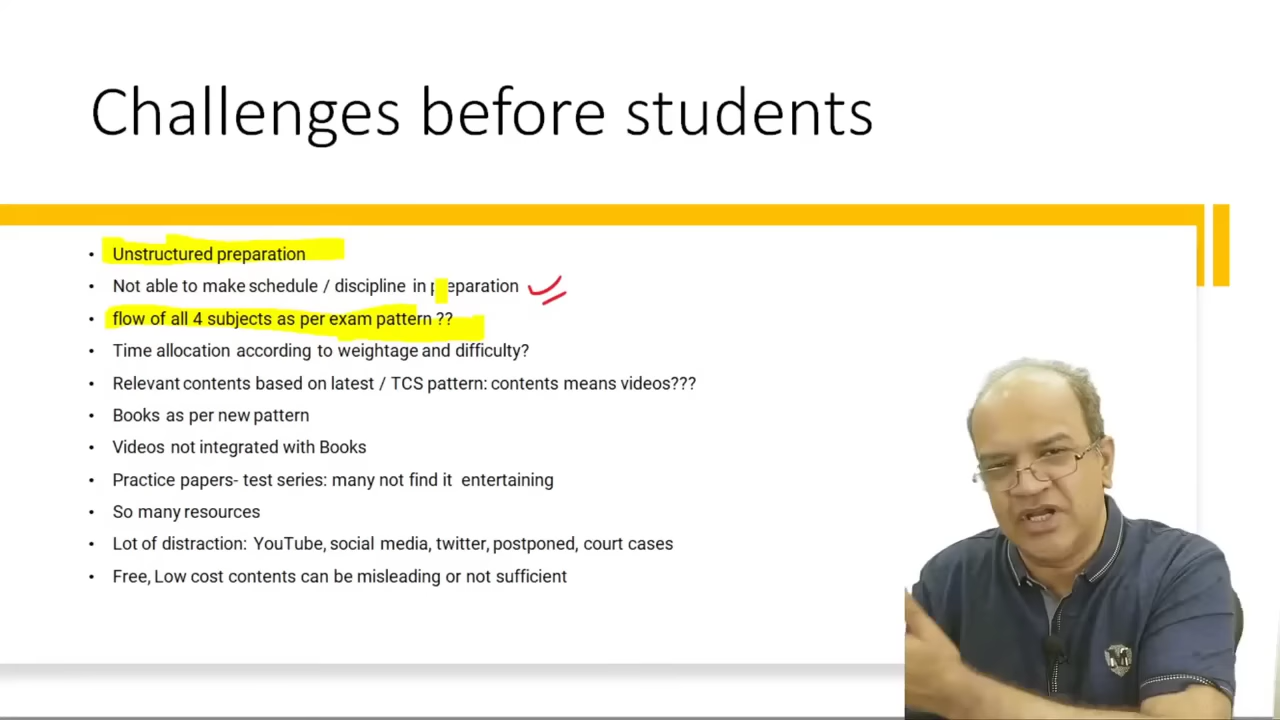 Challenges before students
• Unstructured preparation
• Not able to make schedule / discipline in preparation
• flow of all 4 subjects as per exam pattern ??
• Time allocation according to weightage and difficulty?
• Relevant contents based on latest / TCS pattern: contents means videos???
• Books as per new pattern
• Videos not integrated with Books
• Practice papers- test series: many not find it entertaining
• So many resources
• Lot of distraction: YouTube, social media, twitter, postponed, court cases
• Free, Low cost contents can be misleading or not sufficient
M